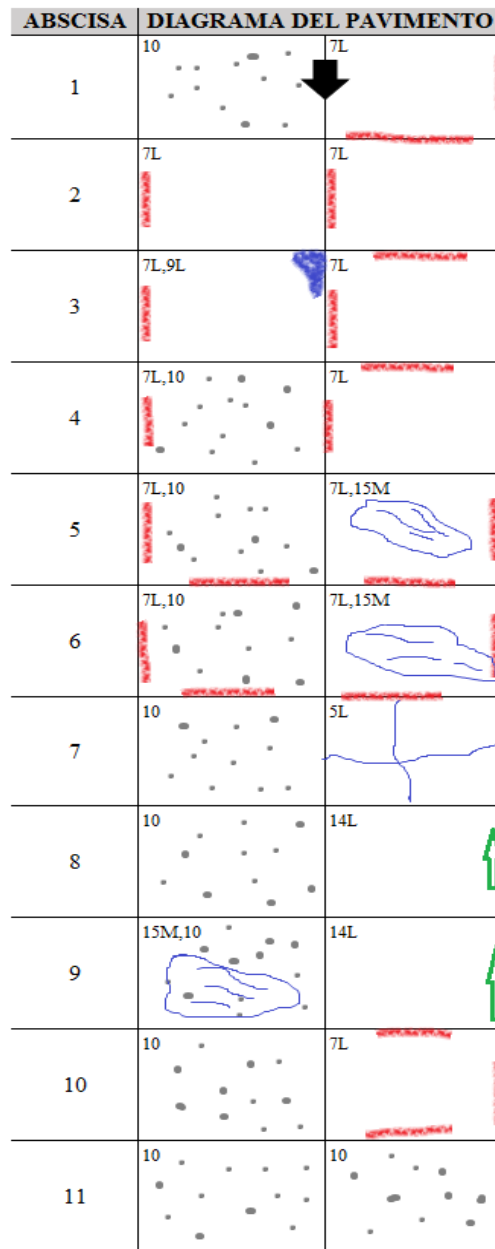 ABSCISA DIAGRAMA DEL PAVIMENTO
1 10 7L
2 7L 7L
3 7L,9L 7L
4 7L,10 7L
5 7L,10 7L,15M
6 7L,10 7L,15M
7 10 5L
8 10 14L
9 15M,10 14L
10 10 7L
11 10 10